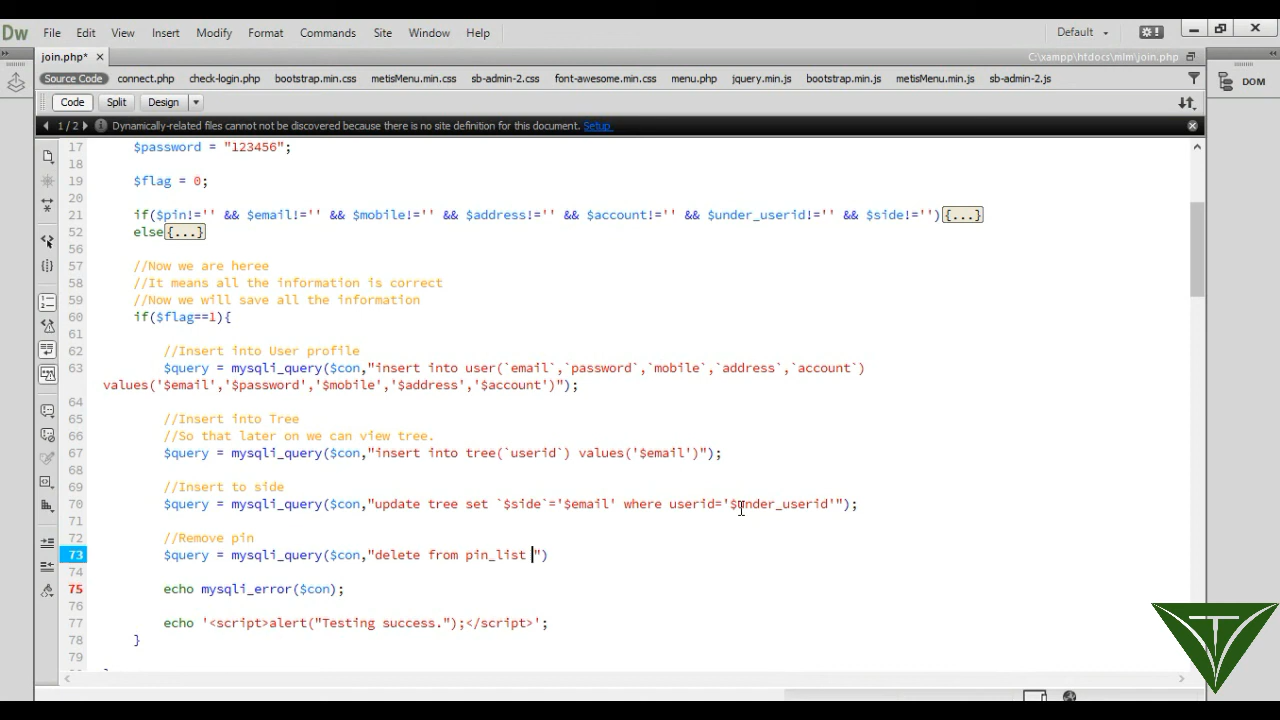 Dw File Edit View Insert Modify Format Commands Site Window Help Default
join.php* C:\xampp\htdocs\mlm\join.php
Source Code connect.php check-login.php bootstrap.min.css metisMenu.min.css sb-admin-2.css font-awesome.min.css menu.php jquery.min.js bootstrap.min.js metisMenu.min.js sb-admin-2.js DOM
Code Split Design
1 / 2 Dynamically-related files cannot not be discovered because there is no site definition for this document. Setup
17 $password = "123456";
18
19 $flag = 0;
20
21 if($pin!='' && $email!='' && $mobile!='' && $address!='' && $account!='' && $under_userid!='' && $side!=''){...}
52 else{...}
56
57 //Now we are heree
58 //It means all the information is correct
59 //Now we will save all the information
60 if($flag==1){
61
62 //Insert into User profile
63 $query = mysqli_query($con,"insert into user(`email`,`password`,`mobile`,`address`,`account`)
values('$email','$password','$mobile','$address','$account')");
64
65 //Insert into Tree
66 //So that later on we can view tree.
67 $query = mysqli_query($con,"insert into tree(`userid`) values('$email')");
68
69 //Insert to side
70 $query = mysqli_query($con,"update tree set `$side`='$email' where userid='$under_userid'");
71
72 //Remove pin
73 $query = mysqli_query($con,"delete from pin_list ")
75 echo mysqli_error($con);
76
77 echo '<script>alert("Testing success.");</script>';
78 }
79